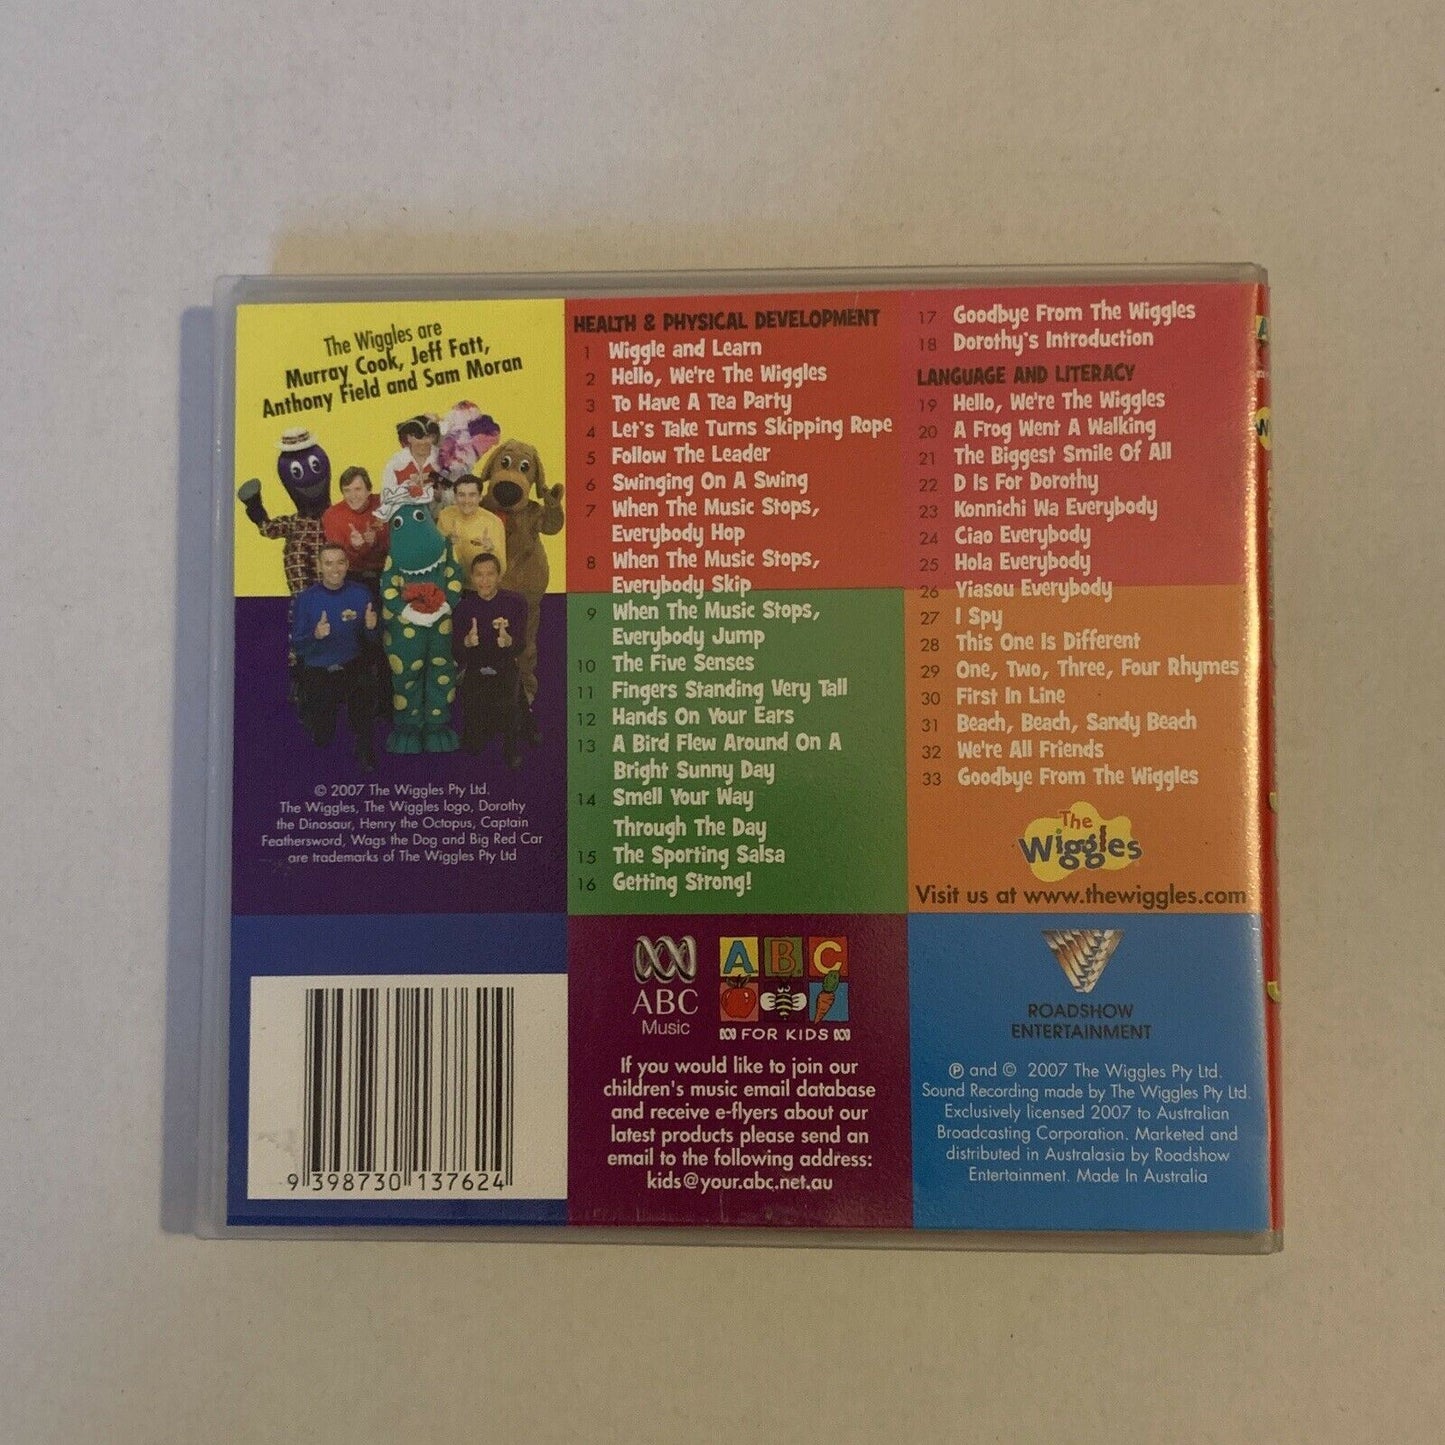 The Wiggles are
Murray Cook, Jeff Fatt,
Anthony Field and Sam Moran
© 2007 The Wiggles Pty Ltd.
The Wiggles, The Wiggles logo, Dorothy
the Dinosaur, Henry the Octopus, Captain
Feathersword, Wags the Dog and Big Red Car
are trademarks of The Wiggles Pty Ltd
9 398730 137624
HEALTH & PHYSICAL DEVELOPMENT
1 Wiggle and Learn
2 Hello, We're The Wiggles
3 To Have A Tea Party
4 Let's Take Turns Skipping Rope
5 Follow The Leader
6 Swinging On A Swing
7 When The Music Stops,
Everybody Hop
8 When The Music Stops,
Everybody Skip
9 When The Music Stops,
Everybody Jump
10 The Five Senses
11 Fingers Standing Very Tall
12 Hands On Your Ears
13 A Bird Flew Around On A
Bright Sunny Day
14 Smell Your Way
Through The Day
15 The Sporting Salsa
16 Getting Strong!
17 Goodbye From The Wiggles
18 Dorothy's Introduction
LANGUAGE AND LITERACY
19 Hello, We're The Wiggles
20 A Frog Went A Walking
21 The Biggest Smile Of All
22 D Is For Dorothy
23 Konnichi Wa Everybody
24 Ciao Everybody
25 Hola Everybody
26 Yiasou Everybody
27 I Spy
28 This One Is Different
29 One, Two, Three, Four Rhymes
30 First In Line
31 Beach, Beach, Sandy Beach
32 We're All Friends
33 Goodbye From The Wiggles
The
Wiggles
Visit us at www.thewiggles.com
ABC
Music
ABC
FOR KIDS
If you would like to join our
children's music email database
and receive e-flyers about our
latest products please send an
email to the following address:
kids@your.abc.net.au
ROADSHOW
ENTERTAINMENT
℗ and © 2007 The Wiggles Pty Ltd.
Sound Recording made by The Wiggles Pty Ltd.
Exclusively licensed 2007 to Australian
Broadcasting Corporation. Marketed and
distributed in Australasia by Roadshow
Entertainment. Made In Australia